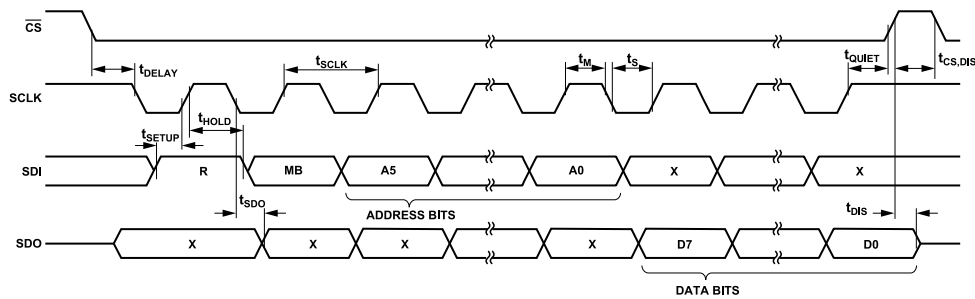 CS
tDELAY
tSCLK
tM
tS
tQUIET
tCS,DIS
SCLK
tSETUP
tHOLD
SDI
R
MB
A5
A0
X
X
tSDO
ADDRESS BITS
tDIS
SDO
X
X
X
X
D7
D0
DATA BITS